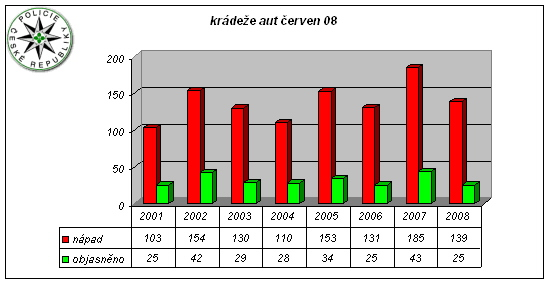 POLICIE ČESKÉ REPUBLIKY
krádeže aut červen 08
200
150
100
50
0
2001 2002 2003 2004 2005 2006 2007 2008
nápad 103 154 130 110 153 131 185 139
objasněno 25 42 29 28 34 25 43 25